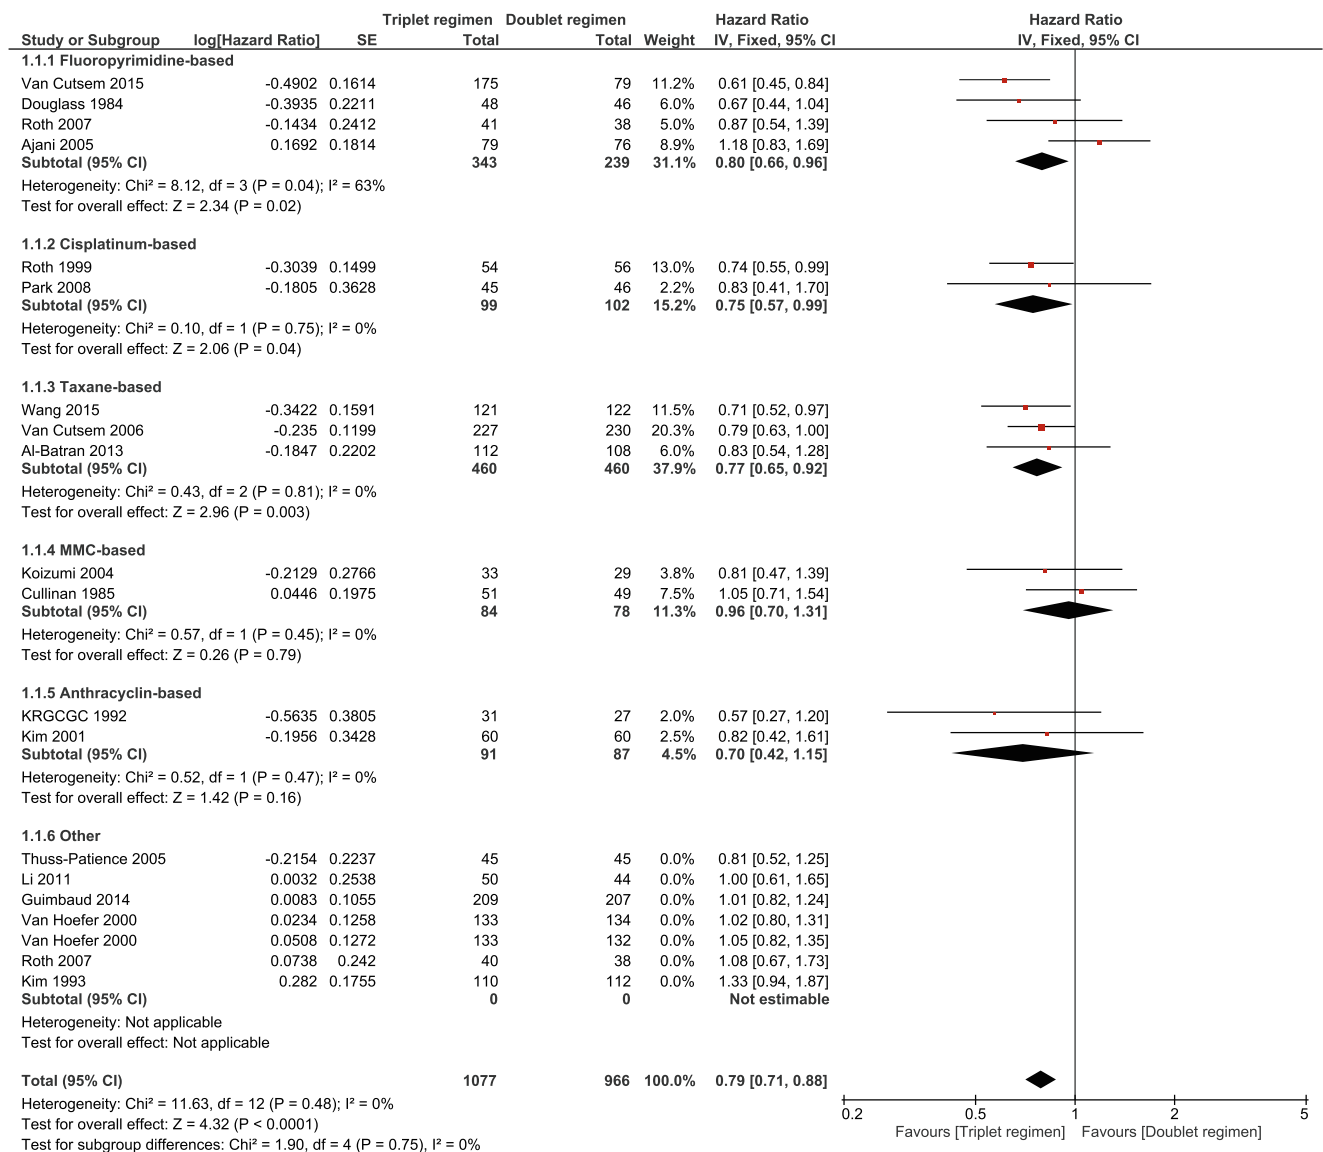 Triplet regimen Doublet regimen Hazard Ratio Hazard Ratio
Study or Subgroup log[Hazard Ratio] SE Total Total Weight IV, Fixed, 95% CI IV, Fixed, 95% CI
1.1.1 Fluoropyrimidine-based
Van Cutsem 2015 -0.4902 0.1614 175 79 11.2% 0.61 [0.45, 0.84]
Douglass 1984 -0.3935 0.2211 48 46 6.0% 0.67 [0.44, 1.04]
Roth 2007 -0.1434 0.2412 41 38 5.0% 0.87 [0.54, 1.39]
Ajani 2005 0.1692 0.1814 79 76 8.9% 1.18 [0.83, 1.69]
Subtotal (95% CI) 343 239 31.1% 0.80 [0.66, 0.96]
Heterogeneity: Chi² = 8.12, df = 3 (P = 0.04); I² = 63%
Test for overall effect: Z = 2.34 (P = 0.02)
1.1.2 Cisplatinum-based
Roth 1999 -0.3039 0.1499 54 56 13.0% 0.74 [0.55, 0.99]
Park 2008 -0.1805 0.3628 45 46 2.2% 0.83 [0.41, 1.70]
Subtotal (95% CI) 99 102 15.2% 0.75 [0.57, 0.99]
Heterogeneity: Chi² = 0.10, df = 1 (P = 0.75); I² = 0%
Test for overall effect: Z = 2.06 (P = 0.04)
1.1.3 Taxane-based
Wang 2015 -0.3422 0.1591 121 122 11.5% 0.71 [0.52, 0.97]
Van Cutsem 2006 -0.235 0.1199 227 230 20.3% 0.79 [0.63, 1.00]
Al-Batran 2013 -0.1847 0.2202 112 108 6.0% 0.83 [0.54, 1.28]
Subtotal (95% CI) 460 460 37.9% 0.77 [0.65, 0.92]
Heterogeneity: Chi² = 0.43, df = 2 (P = 0.81); I² = 0%
Test for overall effect: Z = 2.96 (P = 0.003)
1.1.4 MMC-based
Koizumi 2004 -0.2129 0.2766 33 29 3.8% 0.81 [0.47, 1.39]
Cullinan 1985 0.0446 0.1975 51 49 7.5% 1.05 [0.71, 1.54]
Subtotal (95% CI) 84 78 11.3% 0.96 [0.70, 1.31]
Heterogeneity: Chi² = 0.57, df = 1 (P = 0.45); I² = 0%
Test for overall effect: Z = 0.26 (P = 0.79)
1.1.5 Anthracyclin-based
KRGCGC 1992 -0.5635 0.3805 31 27 2.0% 0.57 [0.27, 1.20]
Kim 2001 -0.1956 0.3428 60 60 2.5% 0.82 [0.42, 1.61]
Subtotal (95% CI) 91 87 4.5% 0.70 [0.42, 1.15]
Heterogeneity: Chi² = 0.52, df = 1 (P = 0.47); I² = 0%
Test for overall effect: Z = 1.42 (P = 0.16)
1.1.6 Other
Thuss-Patience 2005 -0.2154 0.2237 45 45 0.0% 0.81 [0.52, 1.25]
Li 2011 0.0032 0.2538 50 44 0.0% 1.00 [0.61, 1.65]
Guimbaud 2014 0.0083 0.1055 209 207 0.0% 1.01 [0.82, 1.24]
Van Hoefer 2000 0.0234 0.1258 133 134 0.0% 1.02 [0.80, 1.31]
Van Hoefer 2000 0.0508 0.1272 133 132 0.0% 1.05 [0.82, 1.35]
Roth 2007 0.0738 0.242 40 38 0.0% 1.08 [0.67, 1.73]
Kim 1993 0.282 0.1755 110 112 0.0% 1.33 [0.94, 1.87]
Subtotal (95% CI) 0 0 Not estimable
Heterogeneity: Not applicable
Test for overall effect: Not applicable
Total (95% CI) 1077 966 100.0% 0.79 [0.71, 0.88]
Heterogeneity: Chi² = 11.63, df = 12 (P = 0.48); I² = 0%
Test for overall effect: Z = 4.32 (P < 0.0001)
Test for subgroup differences: Chi² = 1.90, df = 4 (P = 0.75), I² = 0%
0.2 0.5 1 2 5
Favours [Triplet regimen] Favours [Doublet regimen]